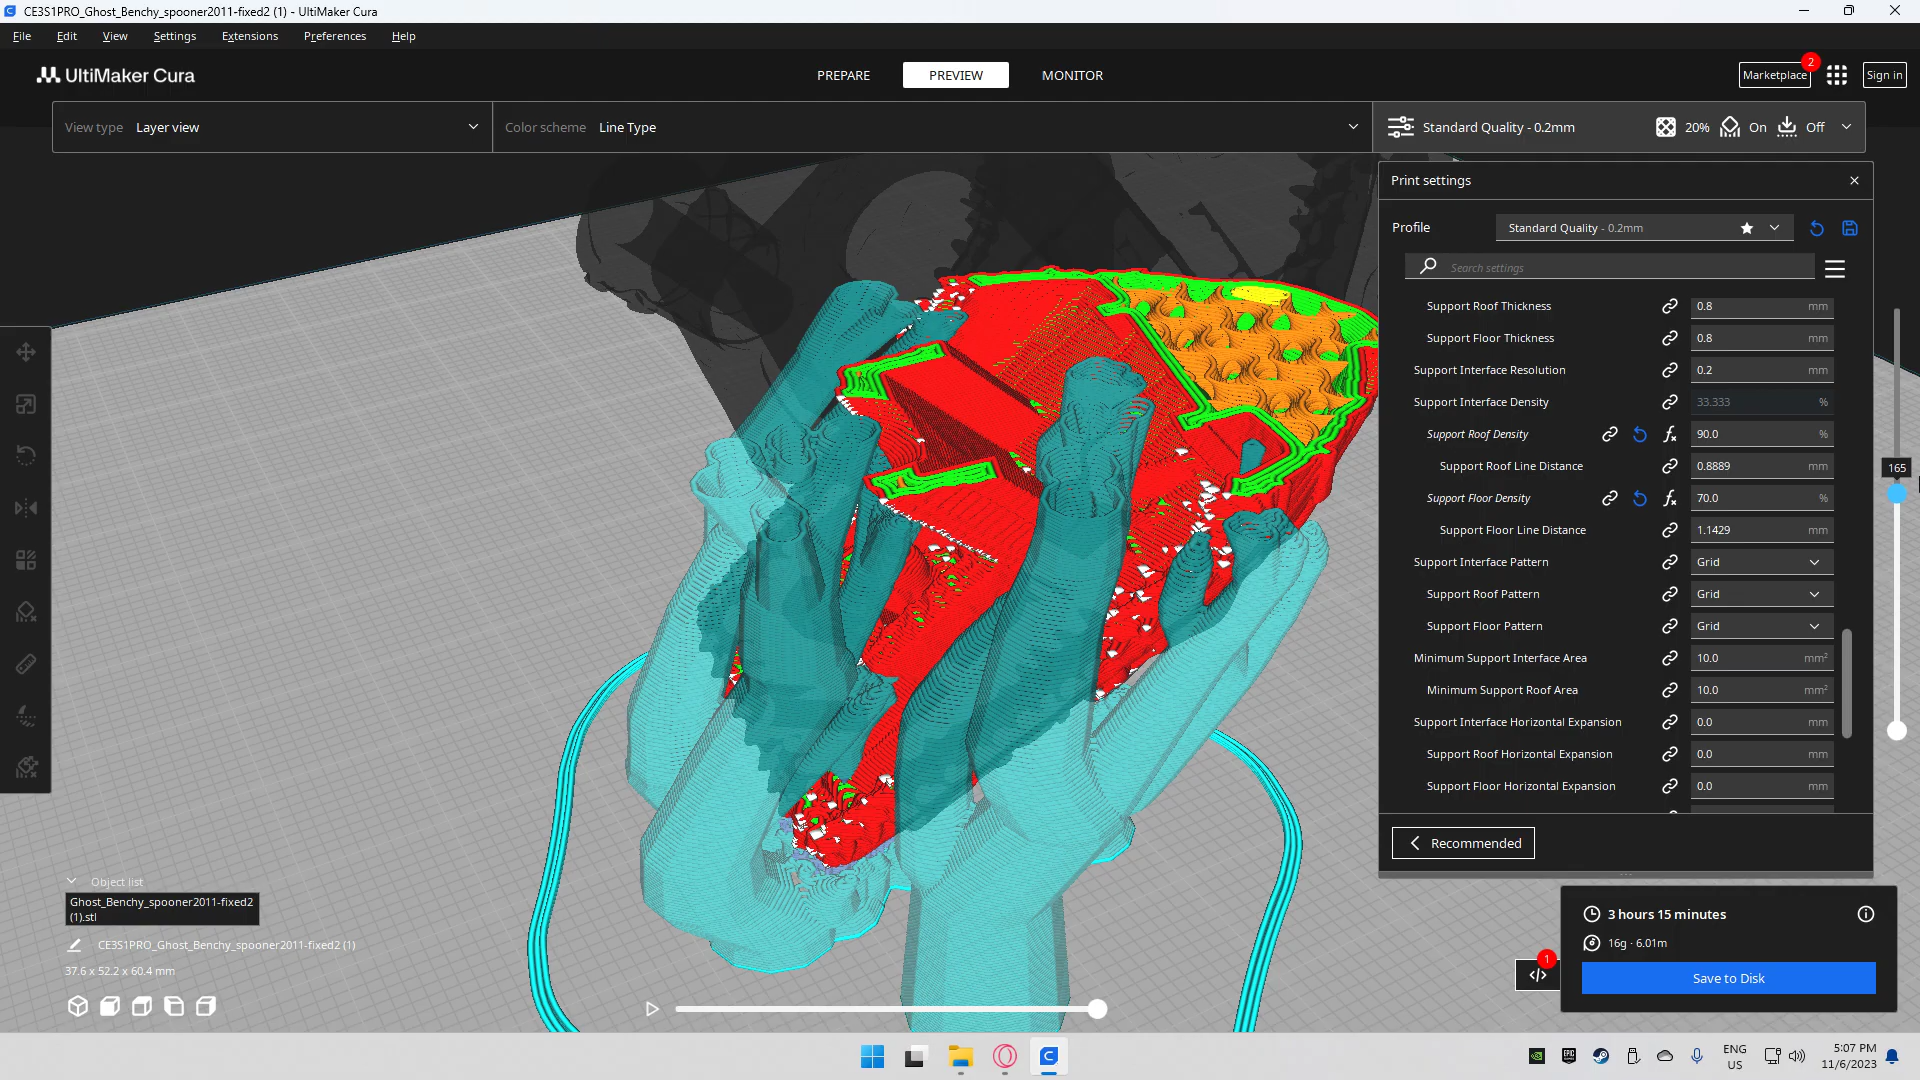 CE3S1PRO_Ghost_Benchy_spooner2011-fixed2 (1) - UltiMaker Cura
File Edit View Settings Extensions Preferences Help
UltiMaker Cura
PREPARE PREVIEW MONITOR
Marketplace 2 Sign in
View type Layer view
Color scheme Line Type
Standard Quality - 0.2mm 20% On Off
Print settings
Profile Standard Quality - 0.2mm
Search settings
Support Roof Thickness 0.8 mm
Support Floor Thickness 0.8 mm
Support Interface Resolution 0.2 mm
Support Interface Density 33.333 %
Support Roof Density 90.0 %
Support Roof Line Distance 0.8889 mm
Support Floor Density 70.0 %
Support Floor Line Distance 1.1429 mm
Support Interface Pattern Grid
Support Roof Pattern Grid
Support Floor Pattern Grid
Minimum Support Interface Area 10.0 mm²
Minimum Support Roof Area 10.0 mm²
Support Interface Horizontal Expansion 0.0 mm
Support Roof Horizontal Expansion 0.0 mm
Support Floor Horizontal Expansion 0.0 mm
Recommended
165
Object list
Ghost_Benchy_spooner2011-fixed2
(1).stl
CE3S1PRO_Ghost_Benchy_spooner2011-fixed2 (1)
37.6 x 52.2 x 60.4 mm
3 hours 15 minutes
16g · 6.01m
1
Save to Disk
ENG
US
5:07 PM
11/6/2023